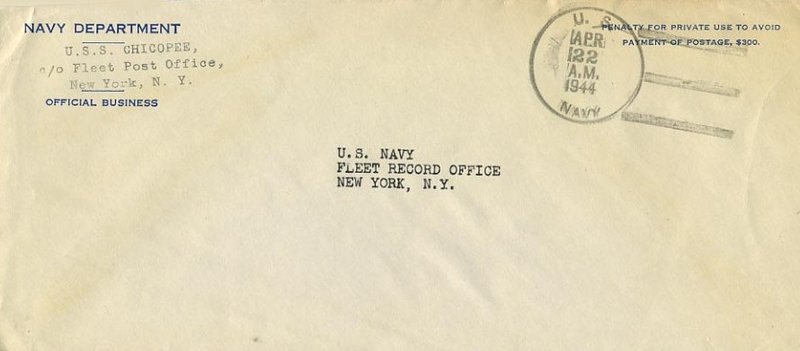 NAVY DEPARTMENT
U.S.S. CHICOPEE,
c/o Fleet Post Office,
New York, N. Y.
OFFICIAL BUSINESS
PENALTY FOR PRIVATE USE TO AVOID
PAYMENT OF POSTAGE, $300.
U. S.
APR
22
A.M.
1944
NAVY
U.S. NAVY
FLEET RECORD OFFICE
NEW YORK, N.Y.